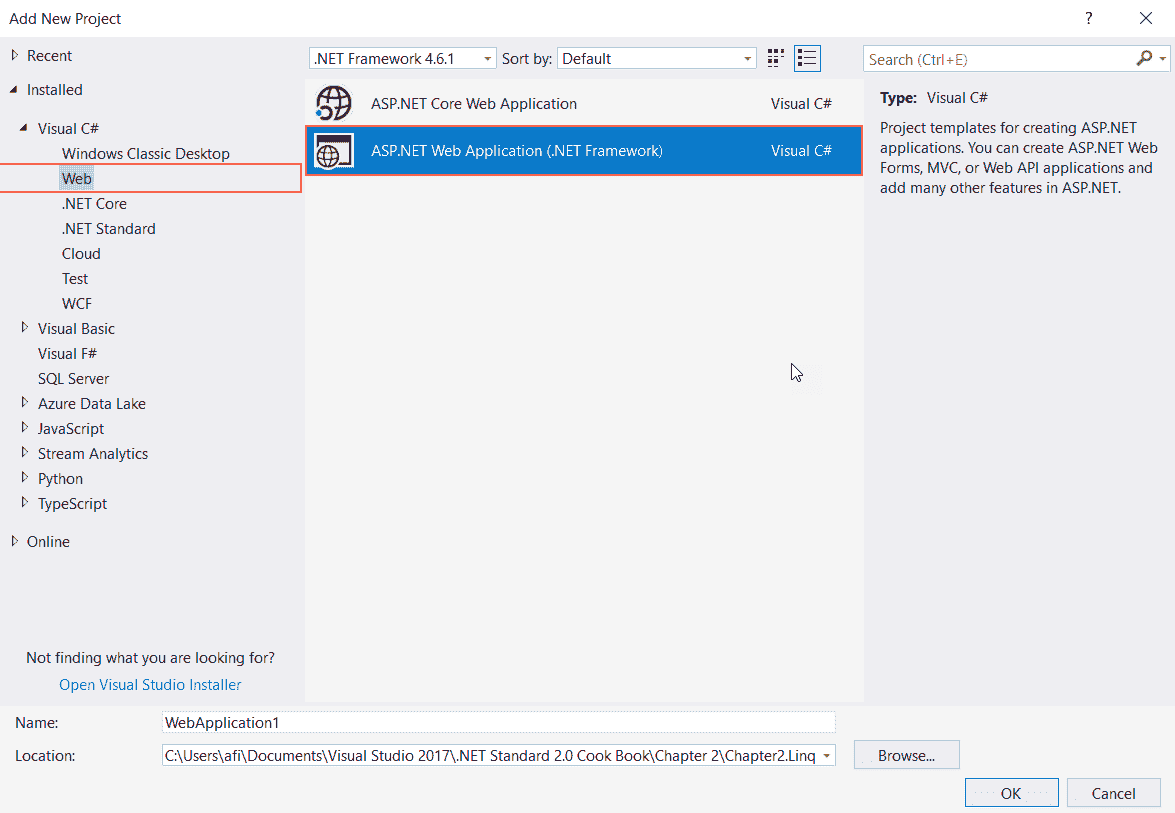 Add New Project
?
Recent
Installed
Visual C#
Windows Classic Desktop
Web
.NET Core
.NET Standard
Cloud
Test
WCF
Visual Basic
Visual F#
SQL Server
Azure Data Lake
JavaScript
Stream Analytics
Python
TypeScript
Online
Not finding what you are looking for?
Open Visual Studio Installer
.NET Framework 4.6.1
Sort by: Default
ASP.NET Core Web Application Visual C#
ASP.NET Web Application (.NET Framework) Visual C#
Search (Ctrl+E)
Type: Visual C#
Project templates for creating ASP.NET
applications. You can create ASP.NET Web
Forms, MVC, or Web API applications and
add many other features in ASP.NET.
Name: WebApplication1
Location: C:\Users\afi\Documents\Visual Studio 2017\.NET Standard 2.0 Cook Book\Chapter 2\Chapter2.Linq
Browse...
OK
Cancel